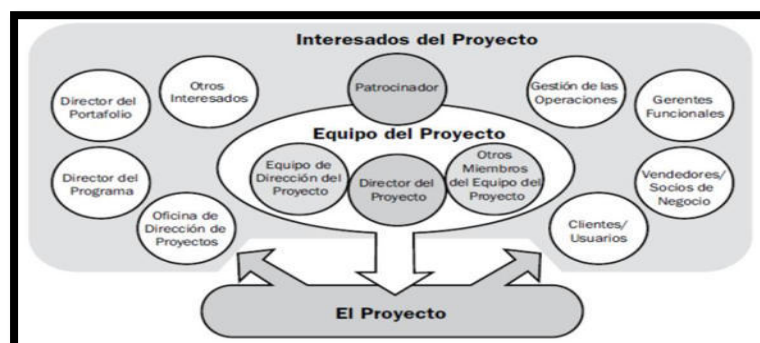 Interesados del Proyecto
Director del
Portafolio
Otros
Interesados
Patrocinador
Gestión de las
Operaciones
Gerentes
Funcionales
Equipo del Proyecto
Director del
Programa
Equipo de
Dirección del
Proyecto
Director del
Proyecto
Otros
Miembros
del Equipo del
Proyecto
Vendedores/
Socios de
Negocio
Oficina de
Dirección de
Proyectos
Clientes/
Usuarios
El Proyecto